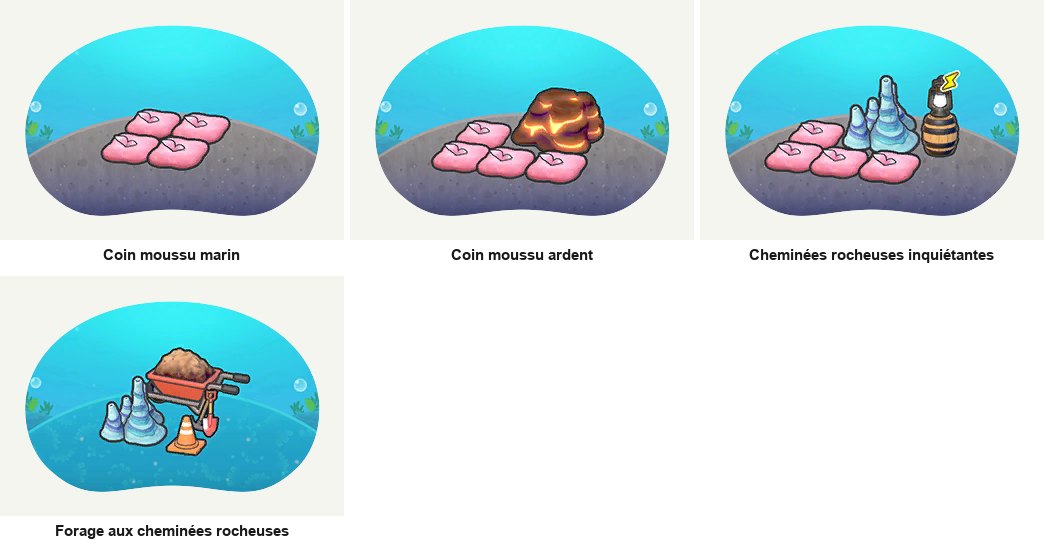 Coin moussu marin
Coin moussu ardent
Cheminées rocheuses inquiétantes
Forage aux cheminées rocheuses